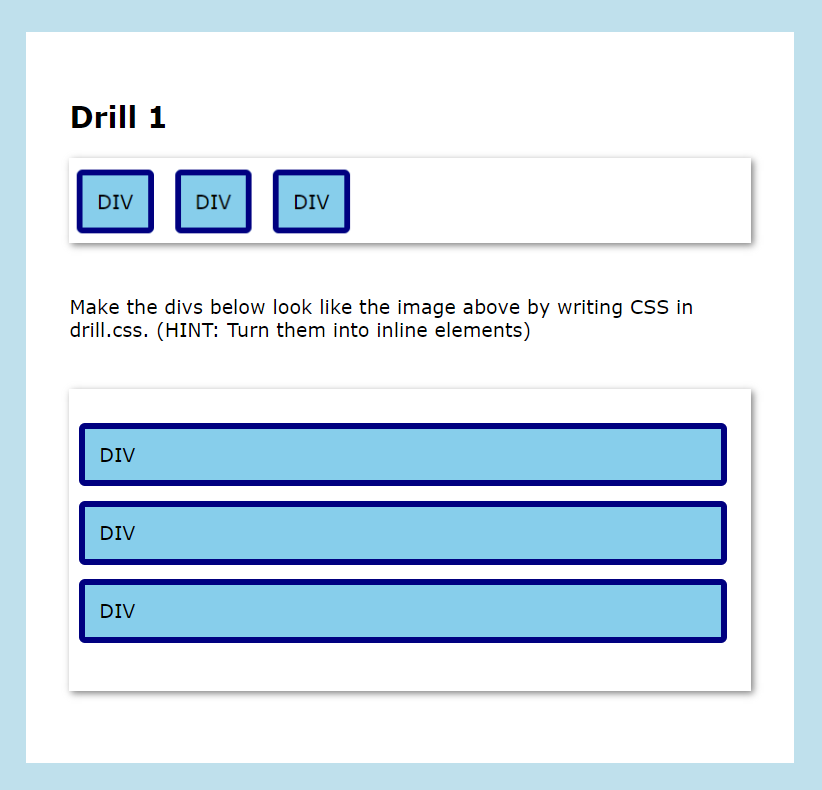 Drill 1
DIV DIV DIV
Make the divs below look like the image above by writing CSS in
drill.css. (HINT: Turn them into inline elements)
DIV
DIV
DIV